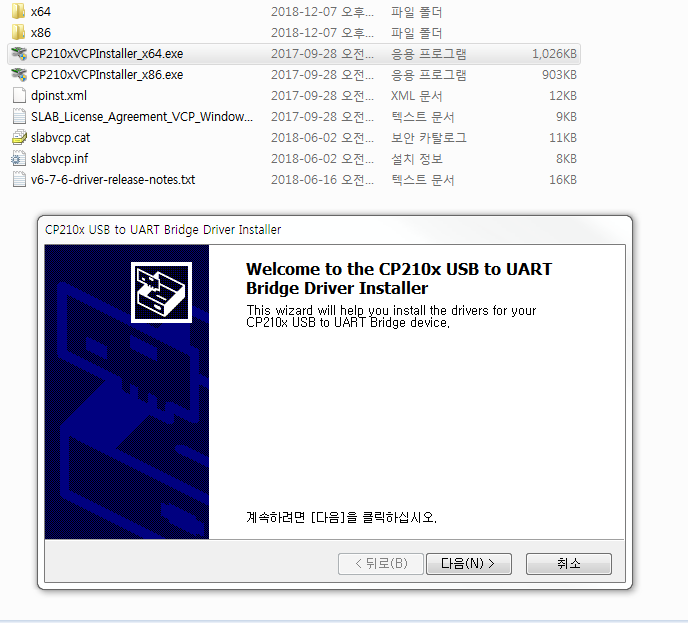 x64 2018-12-07 오후... 파일 폴더
x86 2018-12-07 오후... 파일 폴더
CP210xVCPInstaller_x64.exe 2017-09-28 오전... 응용 프로그램 1,026KB
CP210xVCPInstaller_x86.exe 2017-09-28 오전... 응용 프로그램 903KB
dpinst.xml 2017-09-28 오전... XML 문서 12KB
SLAB_License_Agreement_VCP_Window... 2017-09-28 오전... 텍스트 문서 9KB
slabvcp.cat 2018-06-02 오전... 보안 카탈로그 11KB
slabvcp.inf 2018-06-02 오전... 설치 정보 8KB
v6-7-6-driver-release-notes.txt 2018-06-16 오전... 텍스트 문서 16KB
CP210x USB to UART Bridge Driver Installer
Welcome to the CP210x USB to UART
Bridge Driver Installer
This wizard will help you install the drivers for your
CP210x USB to UART Bridge device.
계속하려면 [다음]을 클릭하십시오.
< 뒤로(B) 다음(N) > 취소